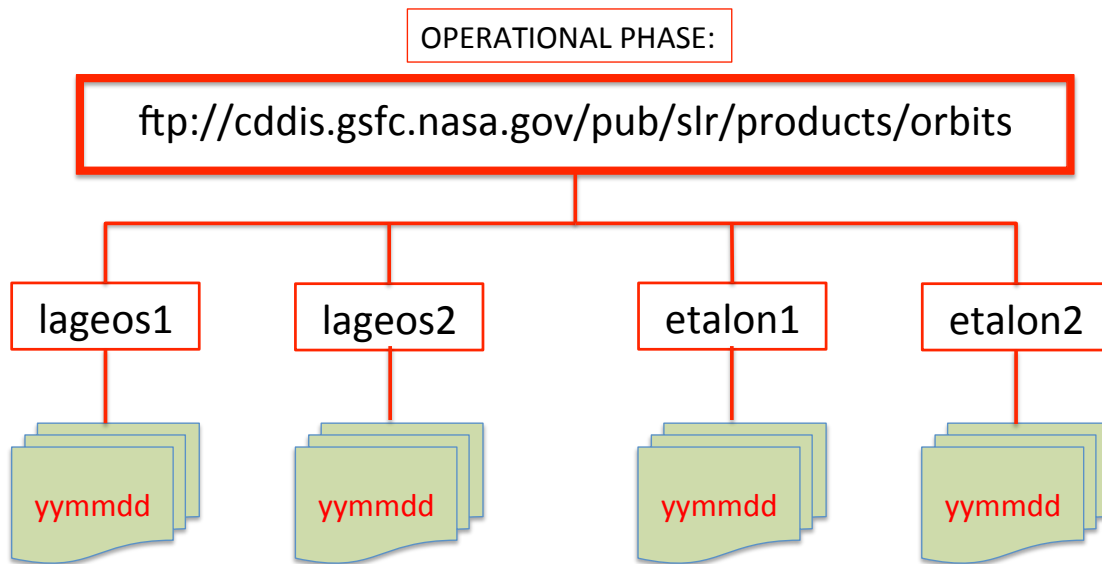 OPERATIONAL PHASE:
ftp://cddis.gsfc.nasa.gov/pub/slr/products/orbits
lageos1
lageos2
etalon1
etalon2
yymmdd
yymmdd
yymmdd
yymmdd